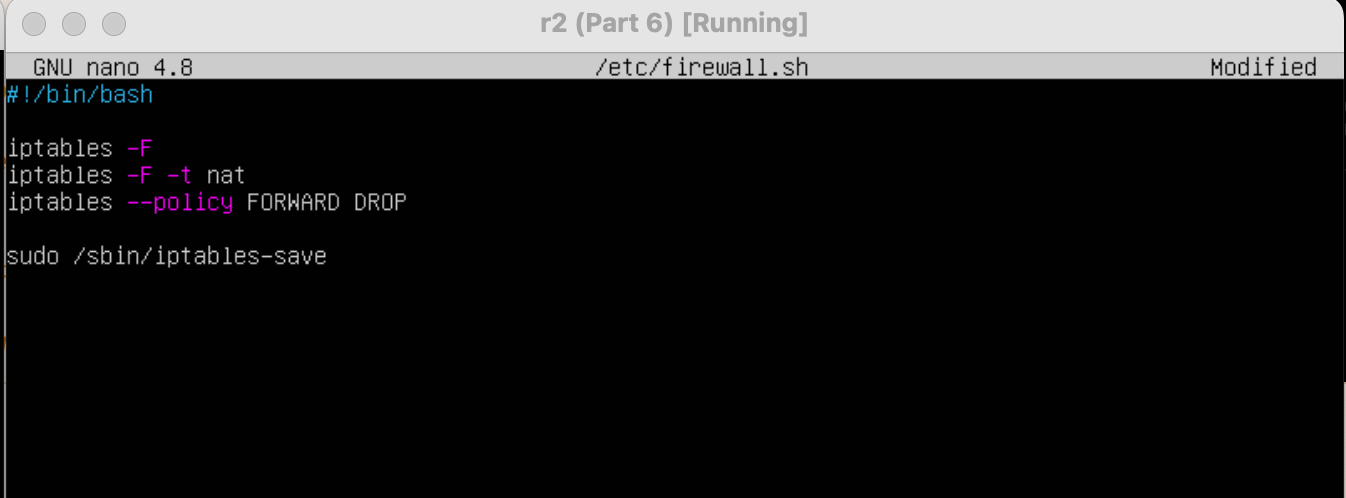 r2 (Part 6) [Running]
GNU nano 4.8 /etc/firewall.sh Modified
#!/bin/bash
iptables -F
iptables -F -t nat
iptables --policy FORWARD DROP
sudo /sbin/iptables-save